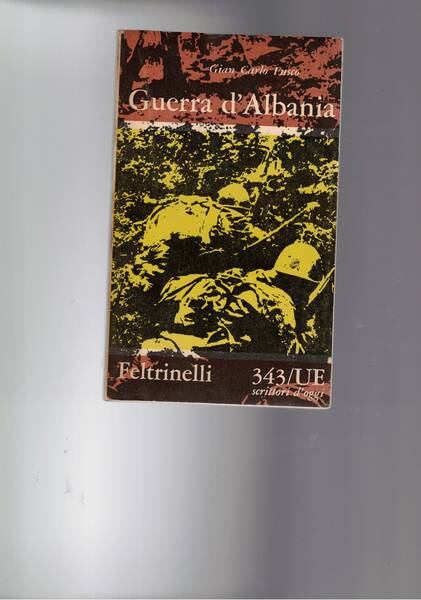 Gian Carlo Fusco
Guerra d'Albania
Feltrinelli 343/UE
scrittori d'oggi